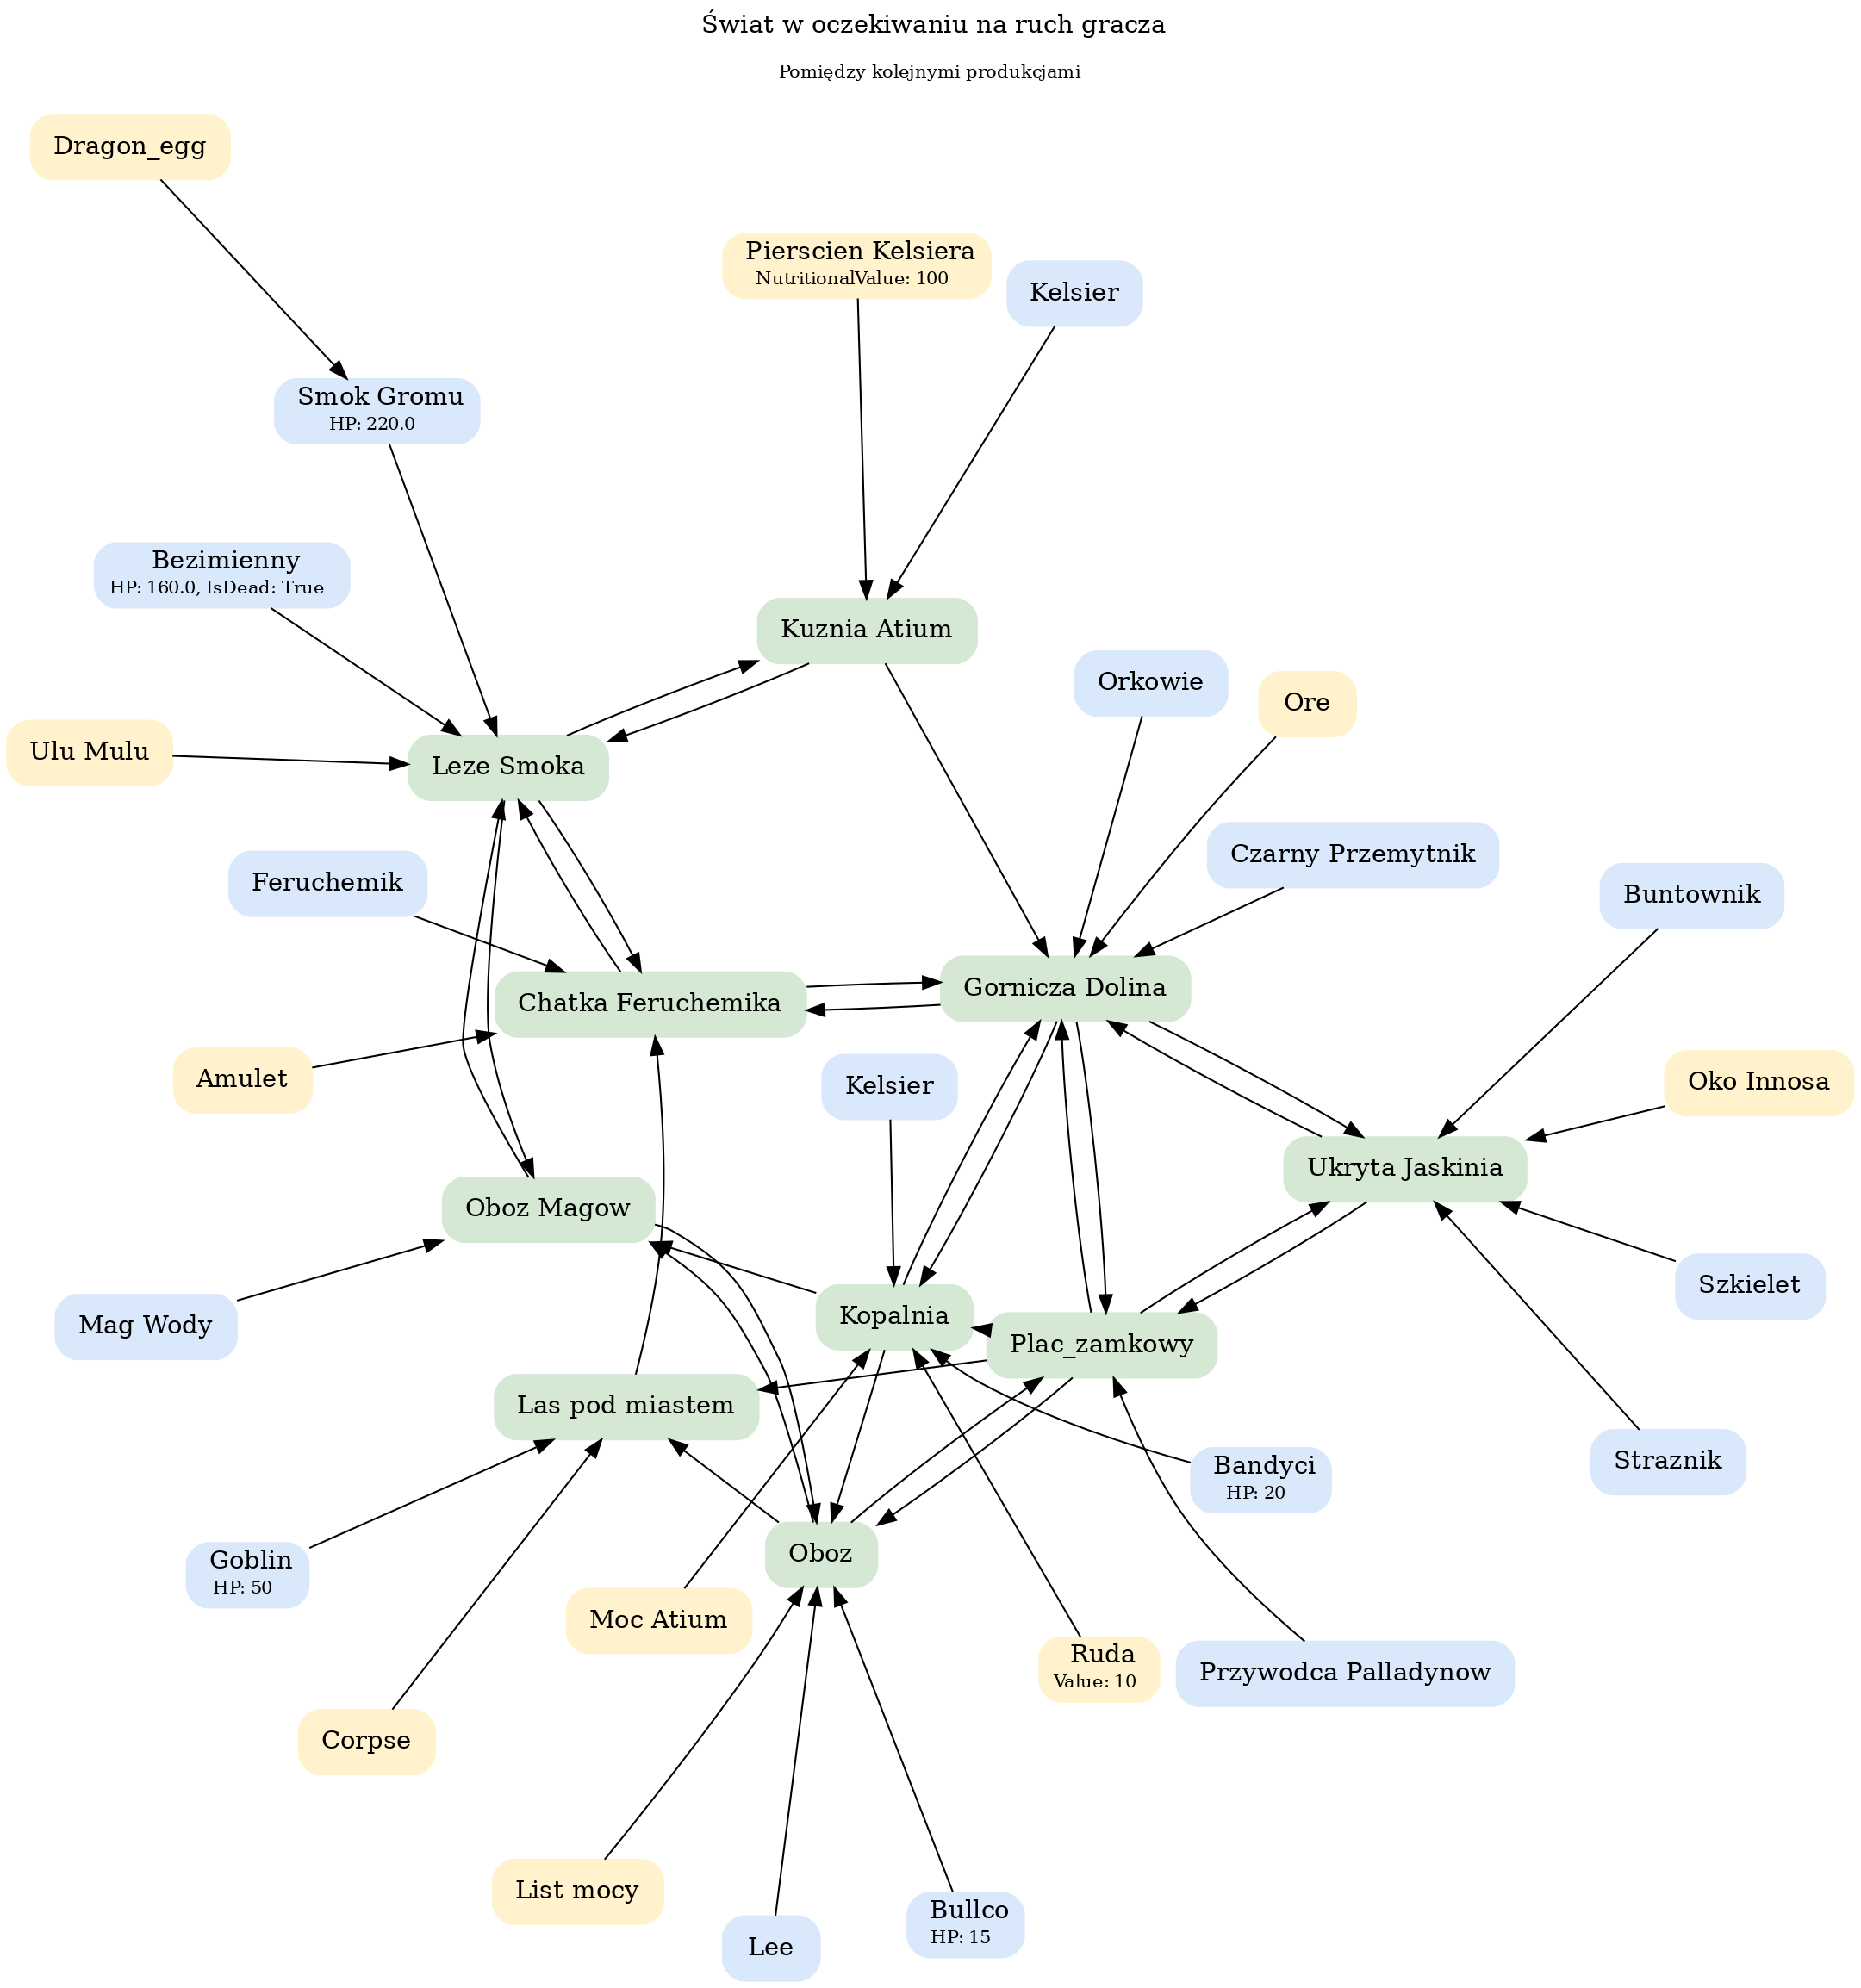 Świat w oczekiwaniu na ruch gracza
Pomiędzy kolejnymi produkcjami
Dragon_egg
Pierscien Kelsiera
NutritionalValue: 100
Kelsier
Smok Gromu
HP: 220.0
Bezimienny
HP: 160.0, IsDead: True
Kuznia Atium
Orkowie
Ore
Ulu Mulu
Leze Smoka
Czarny Przemytnik
Feruchemik
Buntownik
Gornicza Dolina
Chatka Feruchemika
Amulet
Kelsier
Oko Innosa
Ukryta Jaskinia
Oboz Magow
Szkielet
Mag Wody
Kopalnia
Plac_zamkowy
Las pod miastem
Straznik
Bandyci
HP: 20
Oboz
Goblin
HP: 50
Moc Atium
Ruda
Value: 10
Przywodca Palladynow
Corpse
List mocy
Bullco
HP: 15
Lee